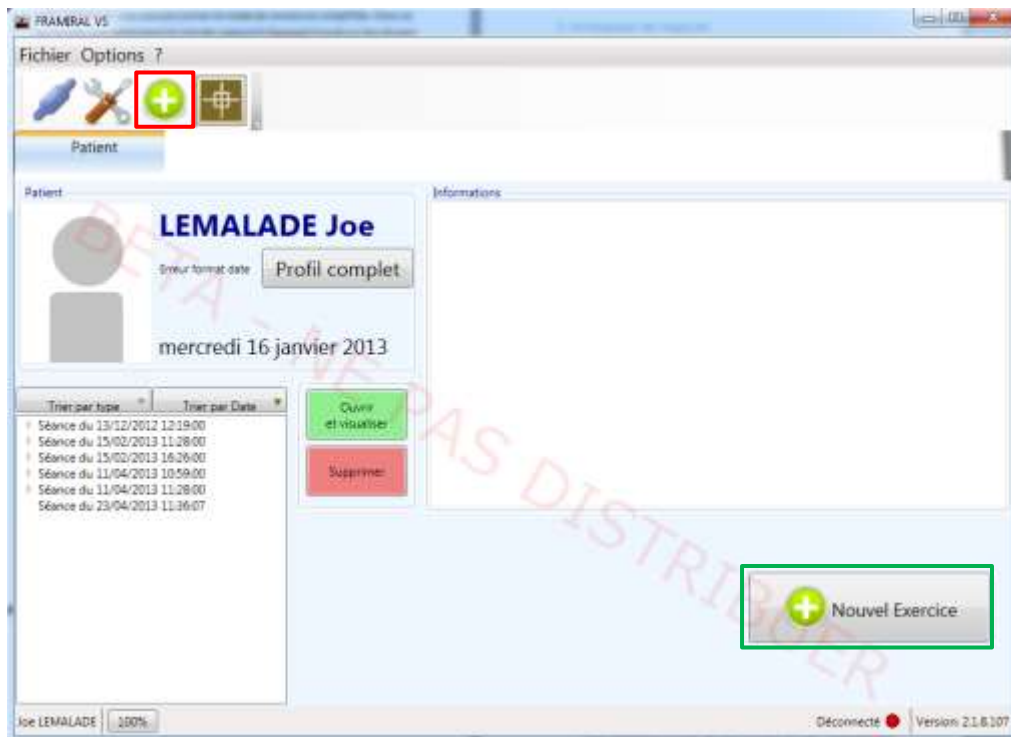 FRAMIRAL VS
Fichier Options ?
Patient
Patient
Informations
LEMALADE Joe
Erreur format date
Profil complet
mercredi 16 janvier 2013
Trier par type
Trier par Date
Ouvrir
et visualiser
Supprimer
Séance du 13/12/2012 12:19:00
Séance du 15/02/2013 11:28:00
Séance du 15/02/2013 16:26:00
Séance du 11/04/2013 10:59:00
Séance du 11/04/2013 11:28:00
Séance du 23/04/2013 11:36:07
BETA - NE PAS DISTRIBUER
Nouvel Exercice
Joe LEMALADE
100%
Déconnecté
Version: 2.1.8.107